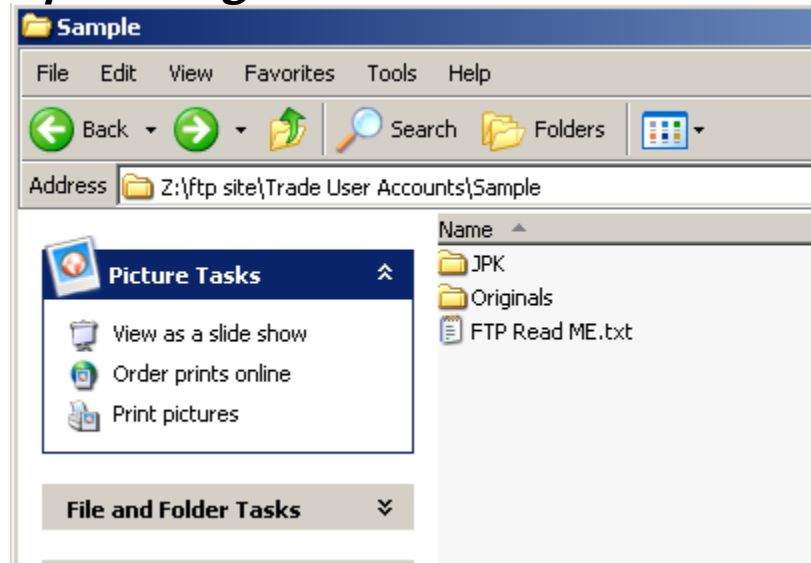 Sample
File Edit View Favorites Tools Help
Back Search Folders
Address Z:\ftp site\Trade User Accounts\Sample
Name
Picture Tasks
JPK
Originals
FTP Read ME.txt
View as a slide show
Order prints online
Print pictures
File and Folder Tasks